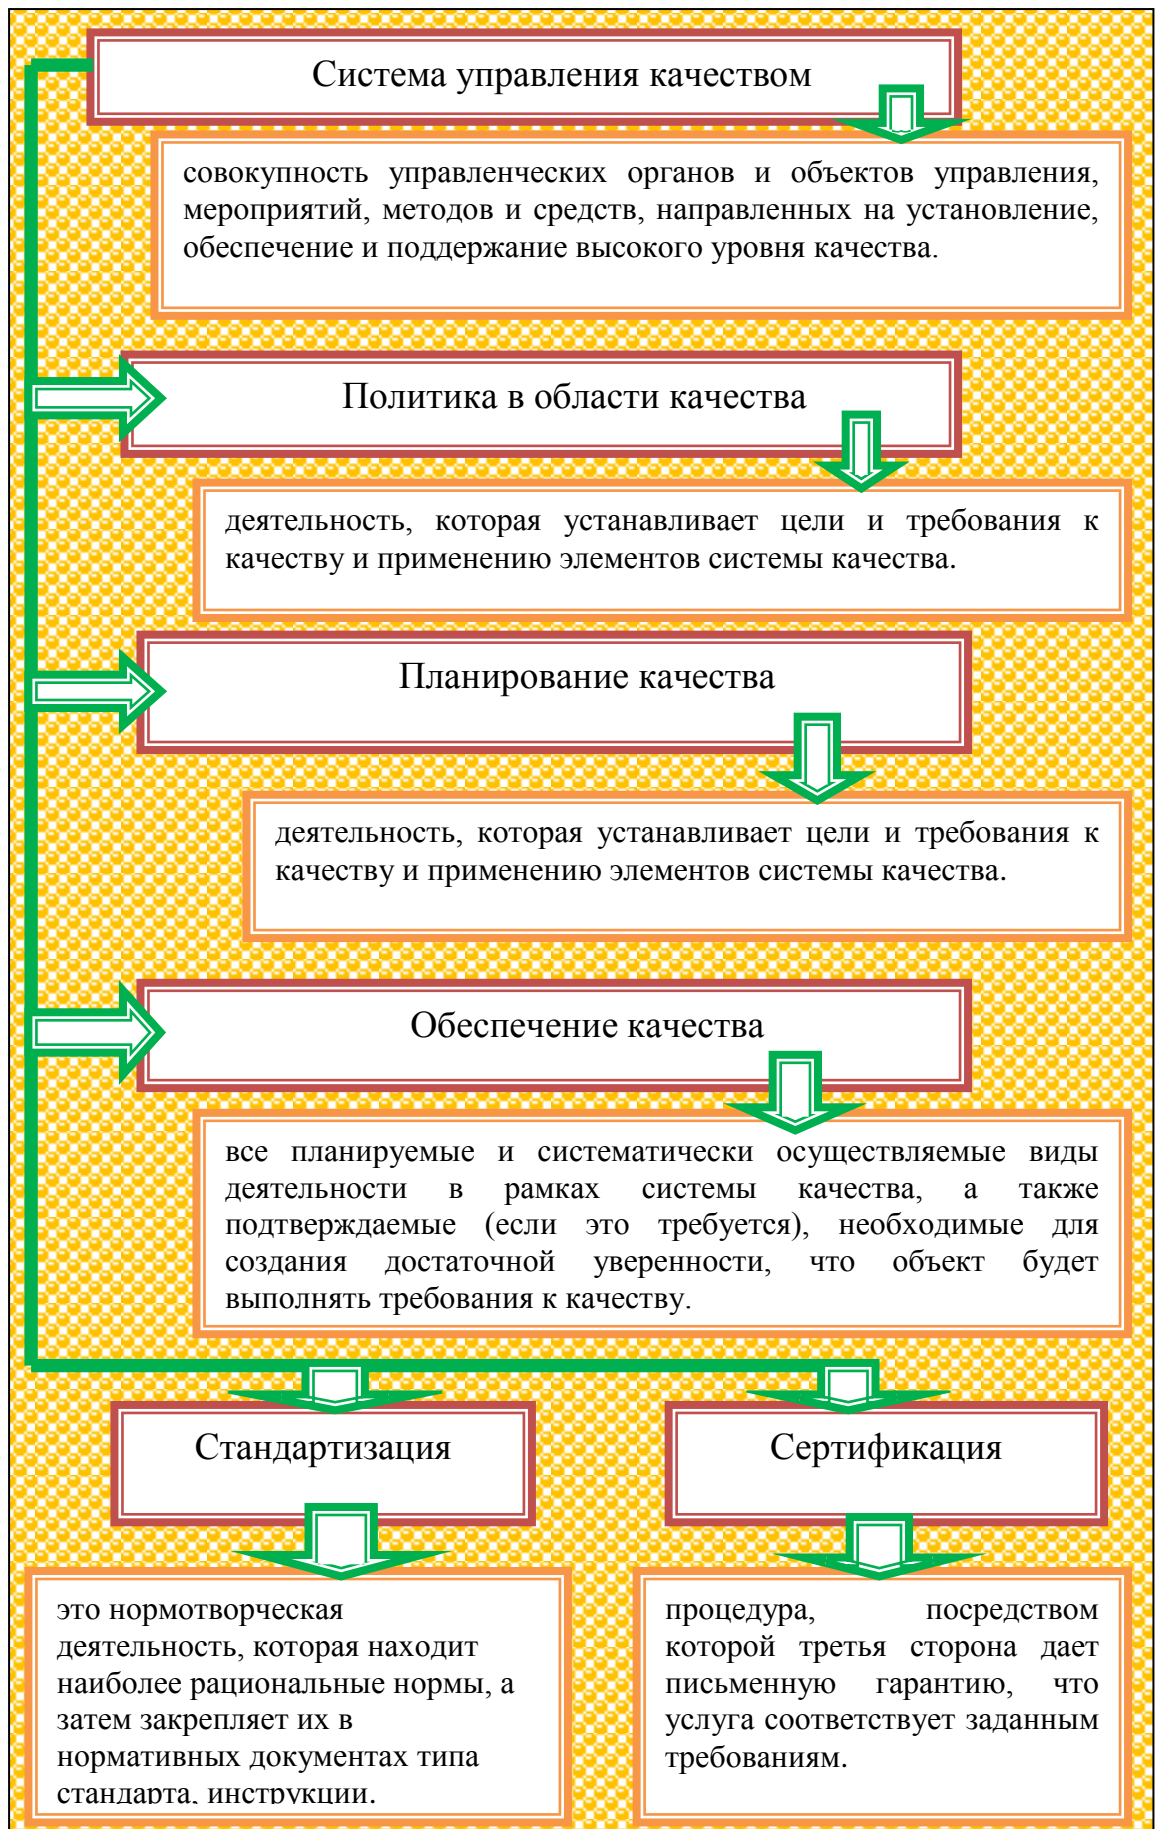 Система управления качеством
совокупность управленческих органов и объектов управления,
мероприятий, методов и средств, направленных на установление,
обеспечение и поддержание высокого уровня качества.
Политика в области качества
деятельность, которая устанавливает цели и требования к
качеству и применению элементов системы качества.
Планирование качества
деятельность, которая устанавливает цели и требования к
качеству и применению элементов системы качества.
Обеспечение качества
все планируемые и систематически осуществляемые виды
деятельности в рамках системы качества, а также
подтверждаемые (если это требуется), необходимые для
создания достаточной уверенности, что объект будет
выполнять требования к качеству.
Стандартизация
это нормотворческая
деятельность, которая находит
наиболее рациональные нормы, а
затем закрепляет их в
нормативных документах типа
стандарта, инструкции.
Сертификация
процедура, посредством
которой третья сторона дает
письменную гарантию, что
услуга соответствует заданным
требованиям.